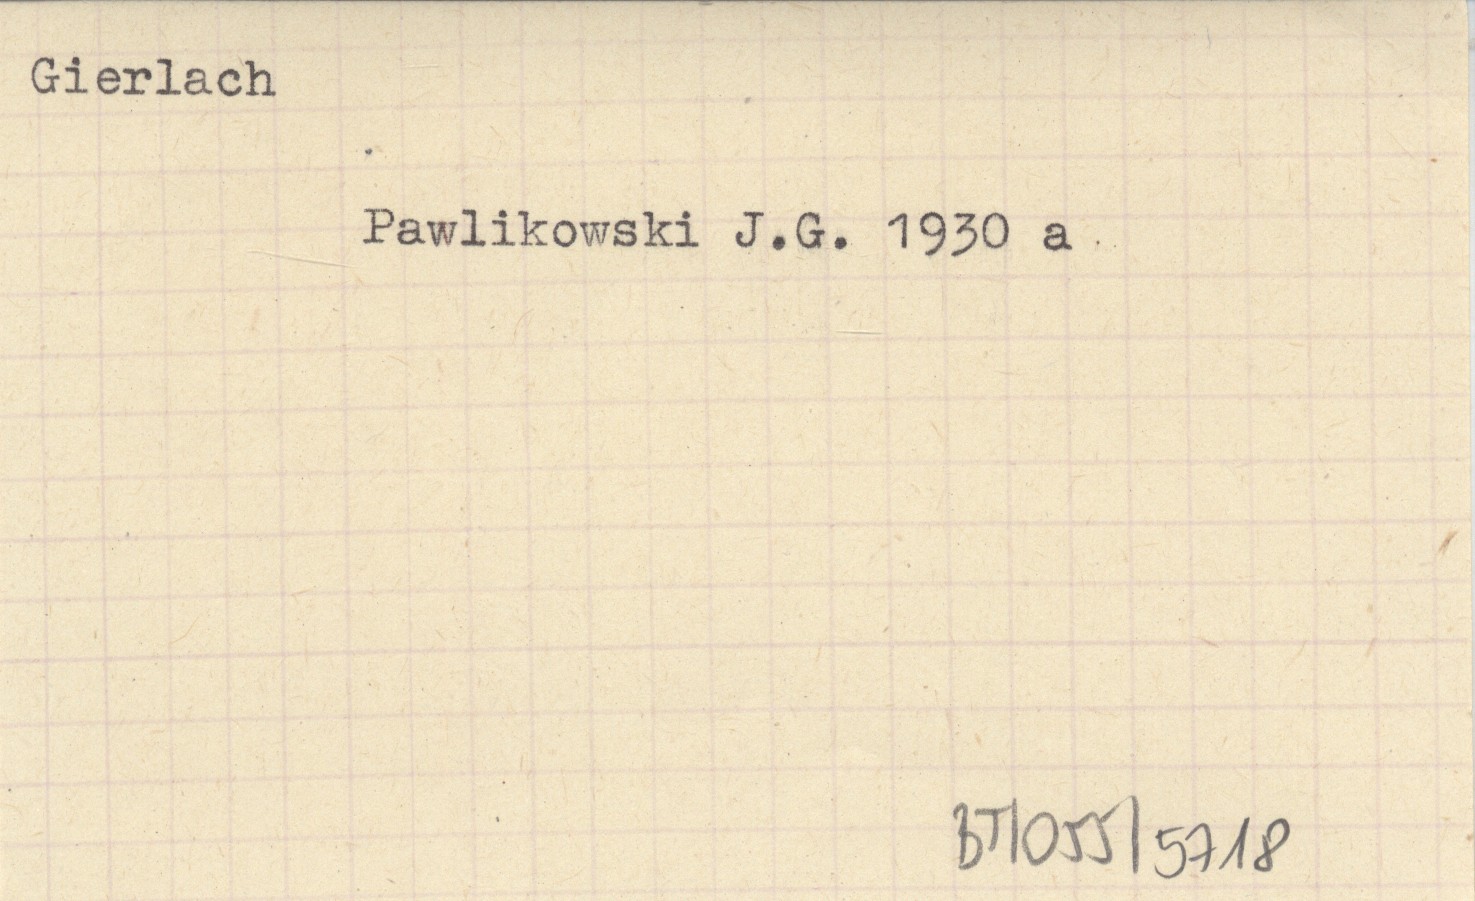 Gierlach
Pawlikowski J.G. 1930 a
BT/055/5718